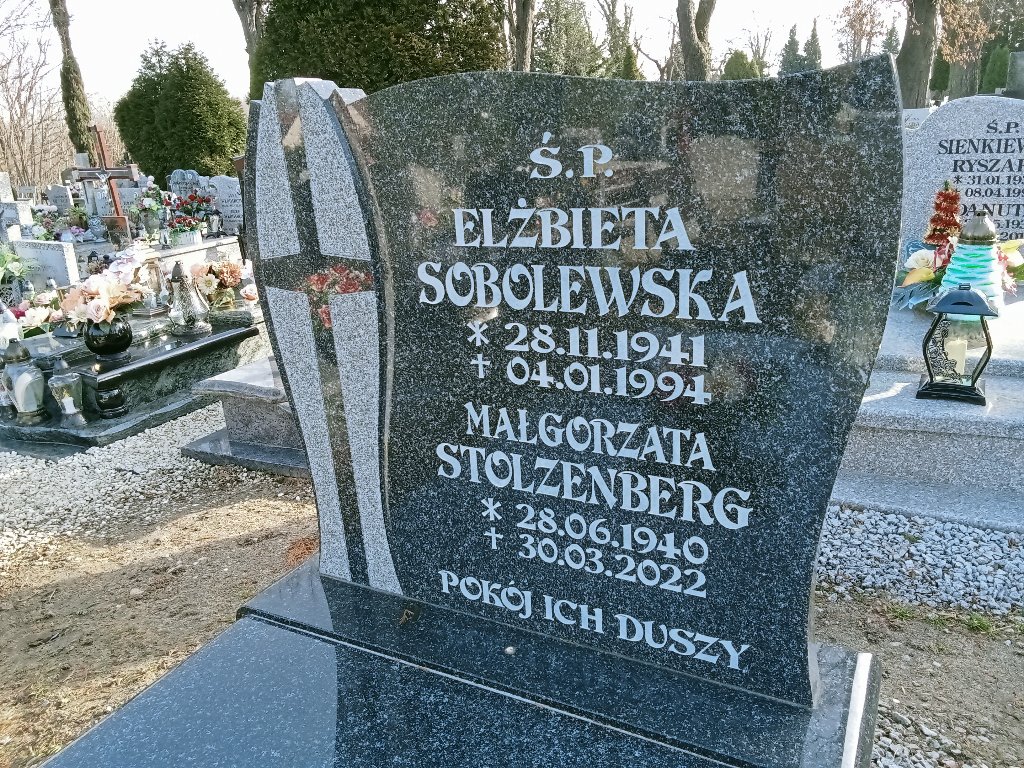 Ś.P.
ELŻBIETA
SOBOLEWSKA
* 28.11.1941
† 04.01.1994
MAŁGORZATA
STOLZENBERG
* 28.06.1940
† 30.03.2022
POKÓJ ICH DUSZY
Ś.P.